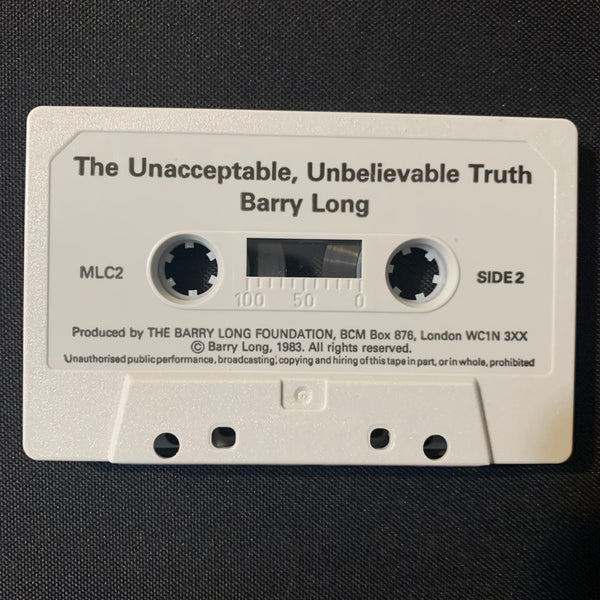 The Unacceptable, Unbelievable Truth
Barry Long
MLC2
SIDE 2
100 50 0
Produced by THE BARRY LONG FOUNDATION, BCM Box 876, London WC1N 3XX
© Barry Long, 1983. All rights reserved.
Unauthorised public performance, broadcasting, copying and hiring of this tape in part, or in whole, prohibited